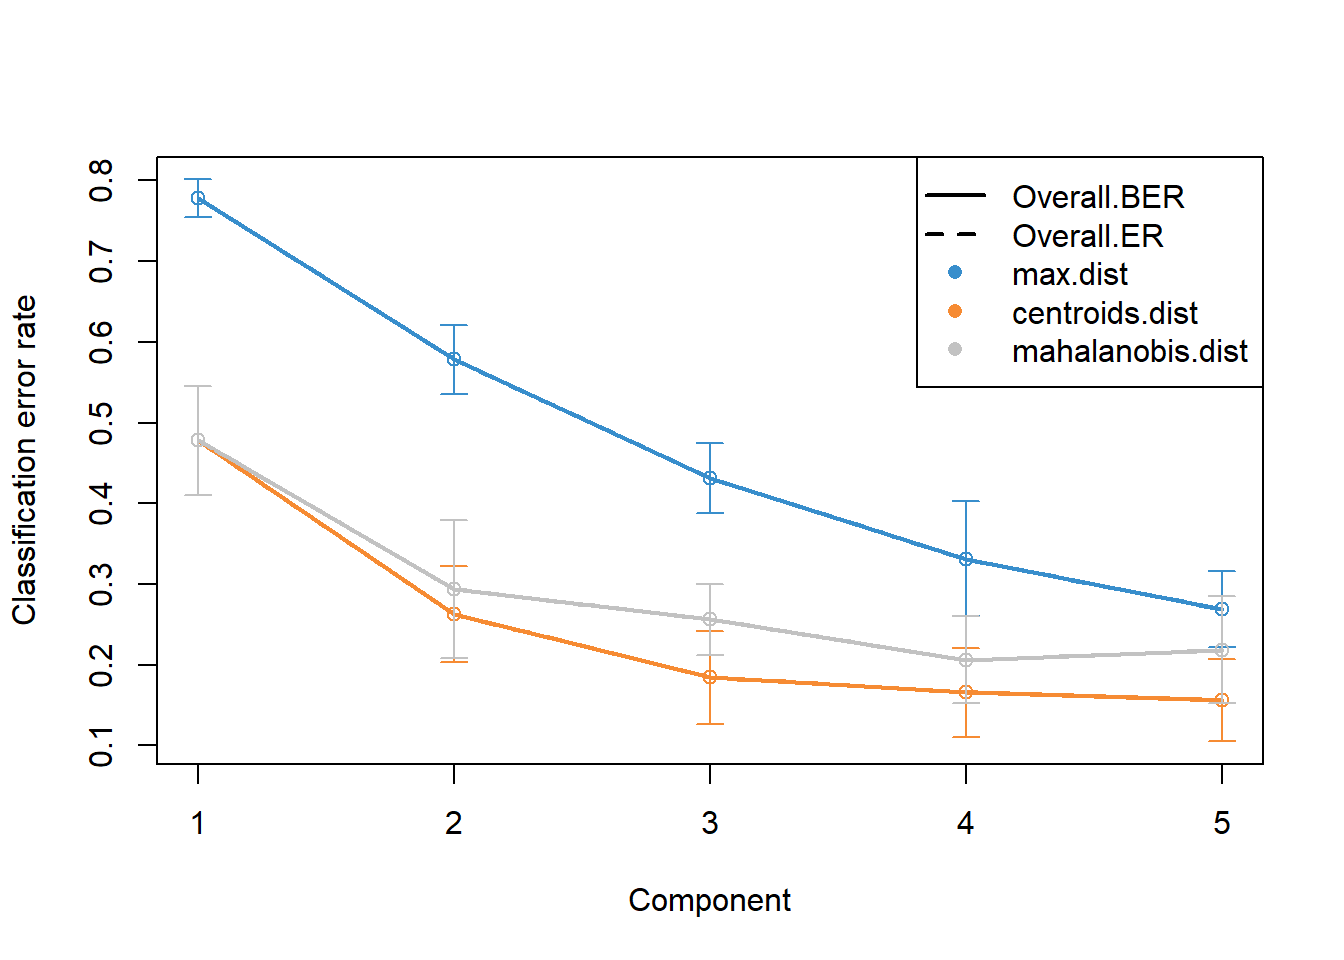 Classification error rate
0.8
0.7
0.6
0.5
0.4
0.3
0.2
0.1
Overall.BER
Overall.ER
max.dist
centroids.dist
mahalanobis.dist
1 2 3 4 5
Component